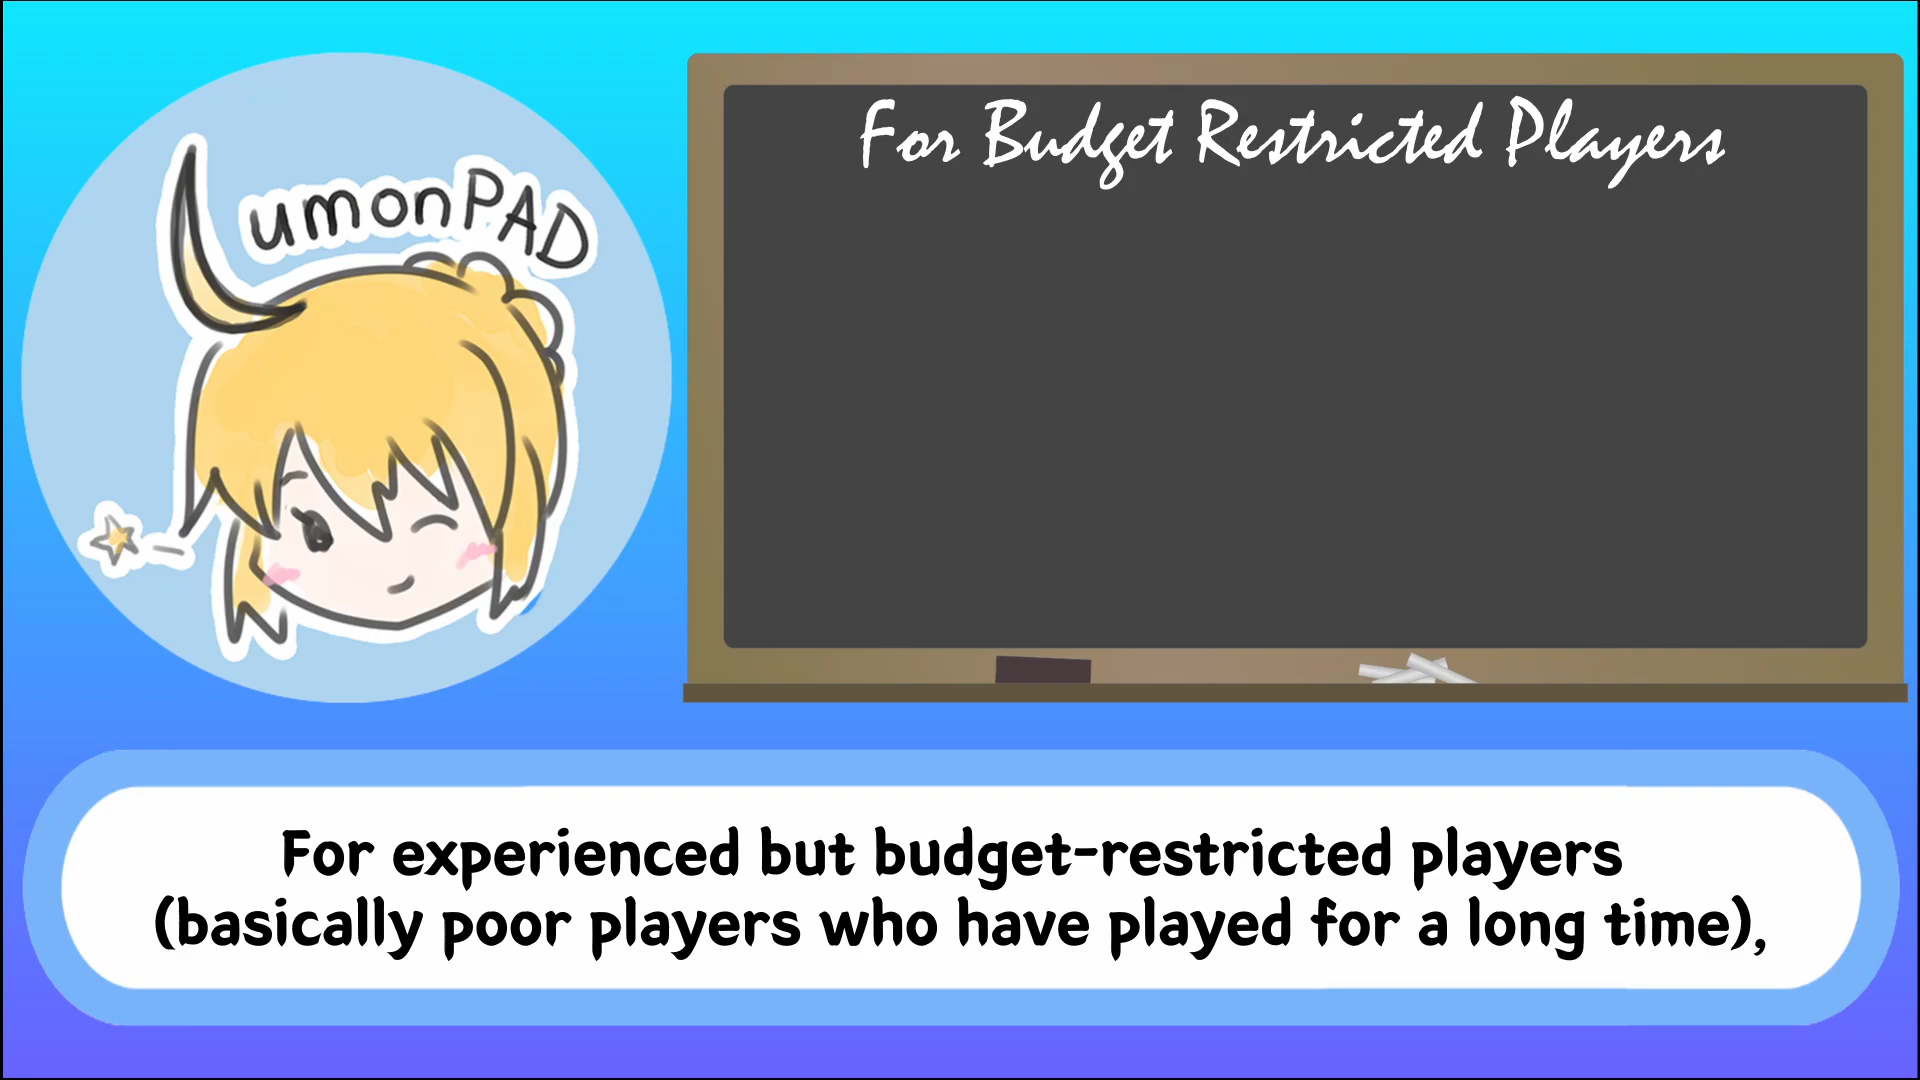 umonPAD
For Budget Restricted Players
For experienced but budget-restricted players
(basically poor players who have played for a long time),